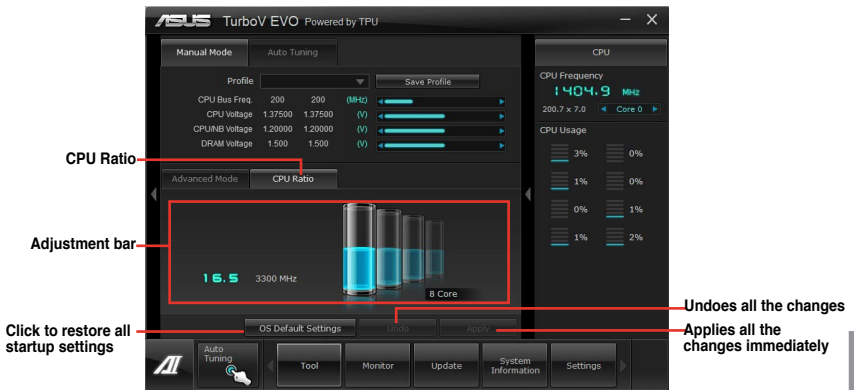 ASUS TurboV EVO Powered by TPU
Manual Mode Auto Tuning
Profile Save Profile
CPU Bus Freq. 200 200 (MHz)
CPU Voltage 1.37500 1.37500 (V)
CPU/NB Voltage 1.20000 1.20000 (V)
DRAM Voltage 1.500 1.500 (V)
CPU
CPU Frequency
1404.9 MHz
200.7 x 7.0 Core 0
CPU Usage
3% 0%
1% 0%
0% 1%
1% 2%
CPU Ratio
Advanced Mode CPU Ratio
Adjustment bar
16.5 3300 MHz
8 Core
Click to restore all
startup settings
OS Default Settings Undo Apply
Undoes all the changes
Applies all the
changes immediately
AI
Auto
Tuning
Tool Monitor Update System
Information Settings